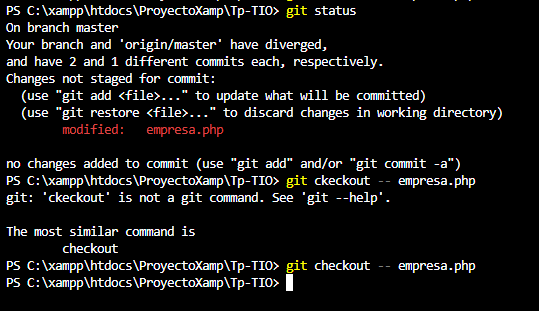 PS C:\xampp\htdocs\ProyectoXamp\Tp-TIO> git status
On branch master
Your branch and 'origin/master' have diverged,
and have 2 and 1 different commits each, respectively.
Changes not staged for commit:
  (use "git add <file>..." to update what will be committed)
  (use "git restore <file>..." to discard changes in working directory)
        modified:   empresa.php

no changes added to commit (use "git add" and/or "git commit -a")
PS C:\xampp\htdocs\ProyectoXamp\Tp-TIO> git ckeckout -- empresa.php
git: 'ckeckout' is not a git command. See 'git --help'.

The most similar command is
        checkout
PS C:\xampp\htdocs\ProyectoXamp\Tp-TIO> git checkout -- empresa.php
PS C:\xampp\htdocs\ProyectoXamp\Tp-TIO>